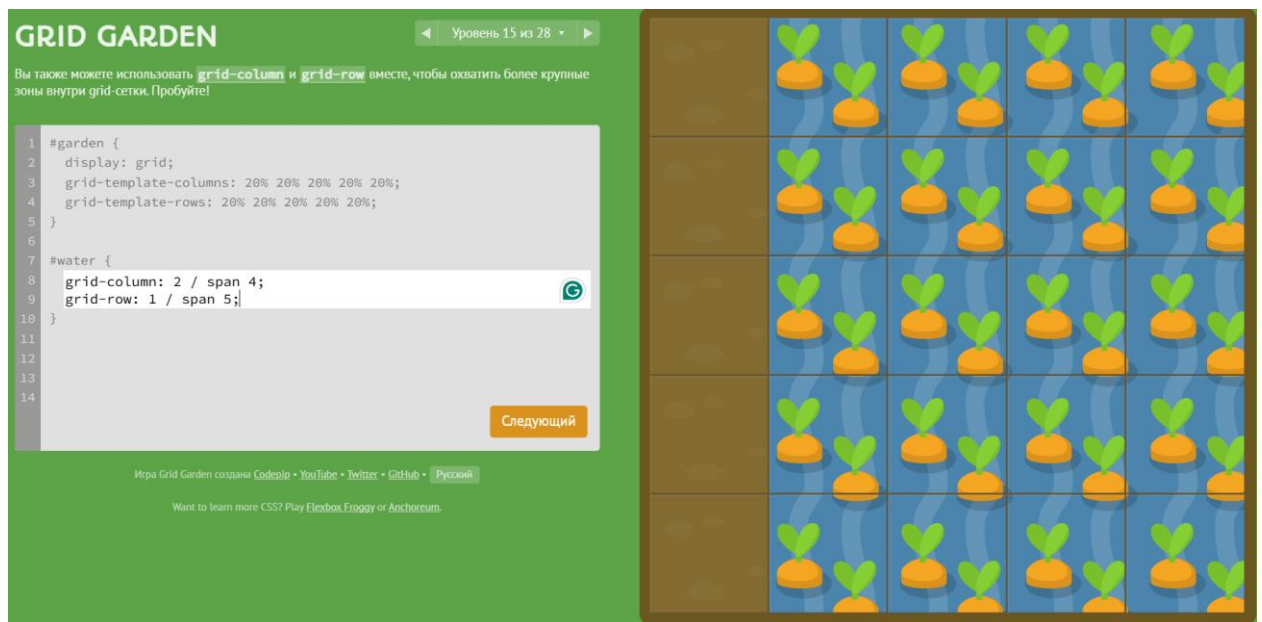 GRID GARDEN
◀ Уровень 15 из 28 ▾ ▶
Вы также можете использовать grid-column и grid-row вместе, чтобы охватить более крупные
зоны внутри grid-сетки. Пробуйте!
1 #garden {
2 display: grid;
3 grid-template-columns: 20% 20% 20% 20% 20%;
4 grid-template-rows: 20% 20% 20% 20% 20%;
5 }
6
7 #water {
8 grid-column: 2 / span 4;
9 grid-row: 1 / span 5;
10 }
11
12
13
14
Следующий
Игра Grid Garden создана Codepip • YouTube • Twitter • GitHub • Русский
Want to learn more CSS? Play Flexbox Froggy or Anchoreum.